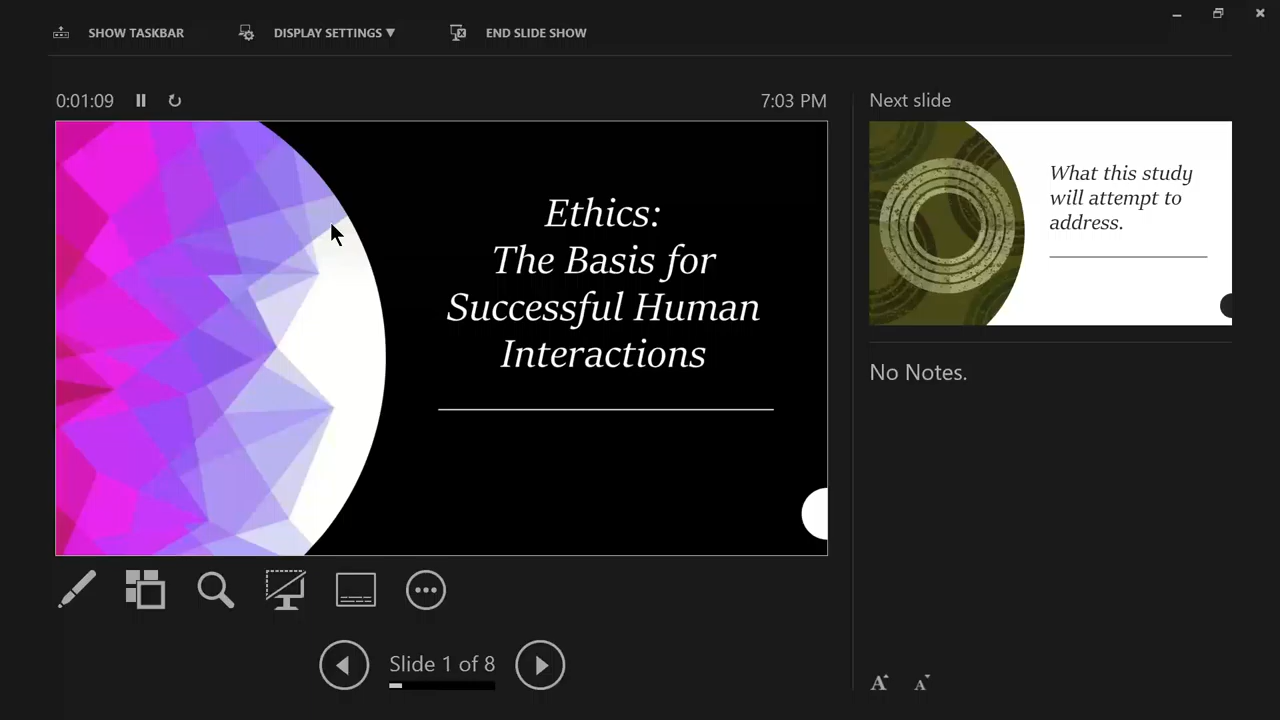 SHOW TASKBAR
DISPLAY SETTINGS ▼
END SLIDE SHOW
0:01:09
7:03 PM
Ethics:
The Basis for
Successful Human
Interactions
Next slide
What this study
will attempt to
address.
No Notes.
Slide 1 of 8
A
A